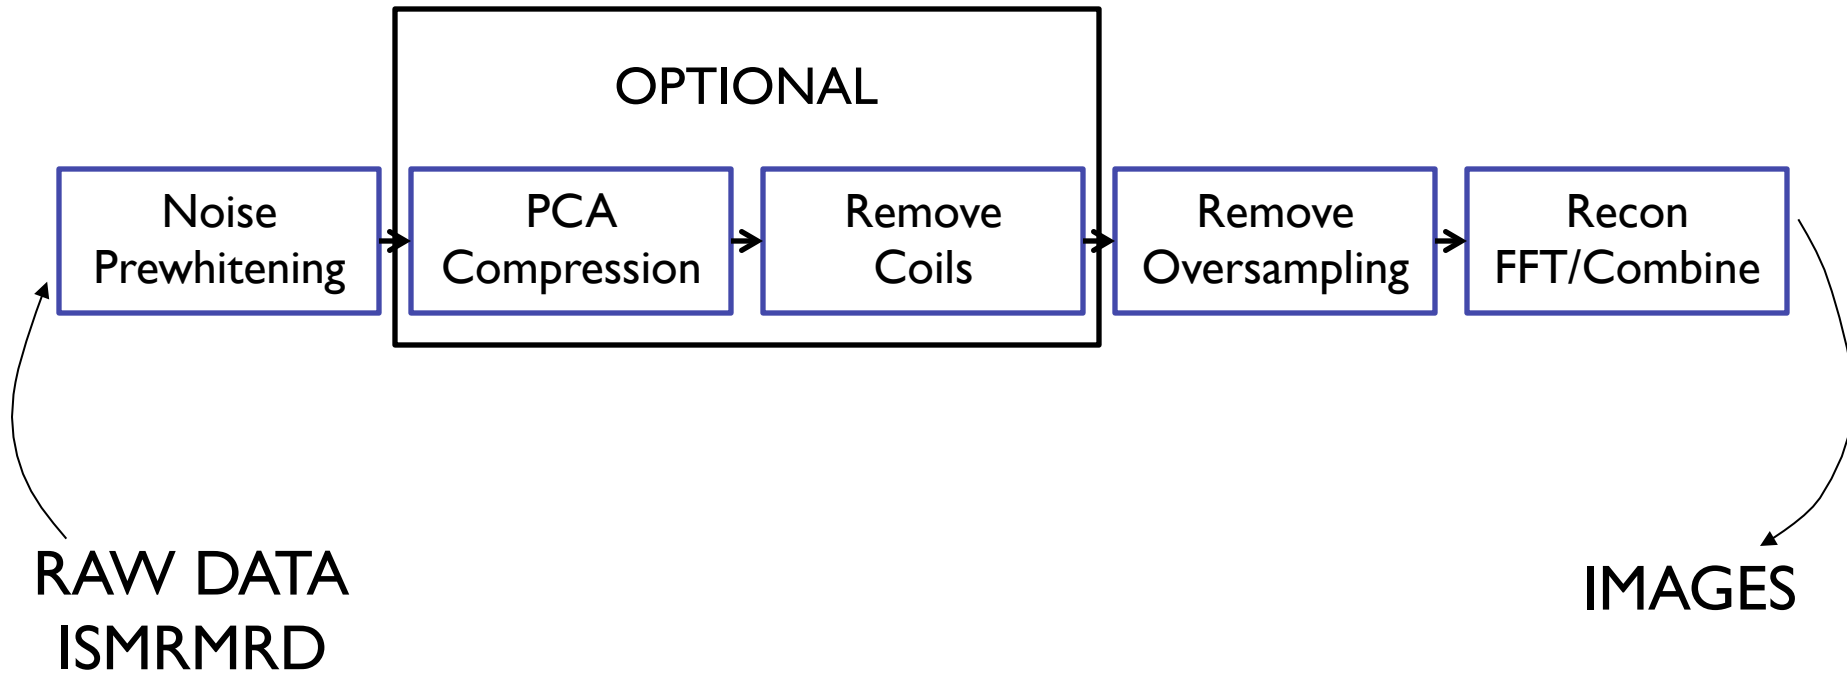 OPTIONAL
Noise
Prewhitening
PCA
Compression
Remove
Coils
Remove
Oversampling
Recon
FFT/Combine
RAW DATA
ISMRMRD
IMAGES